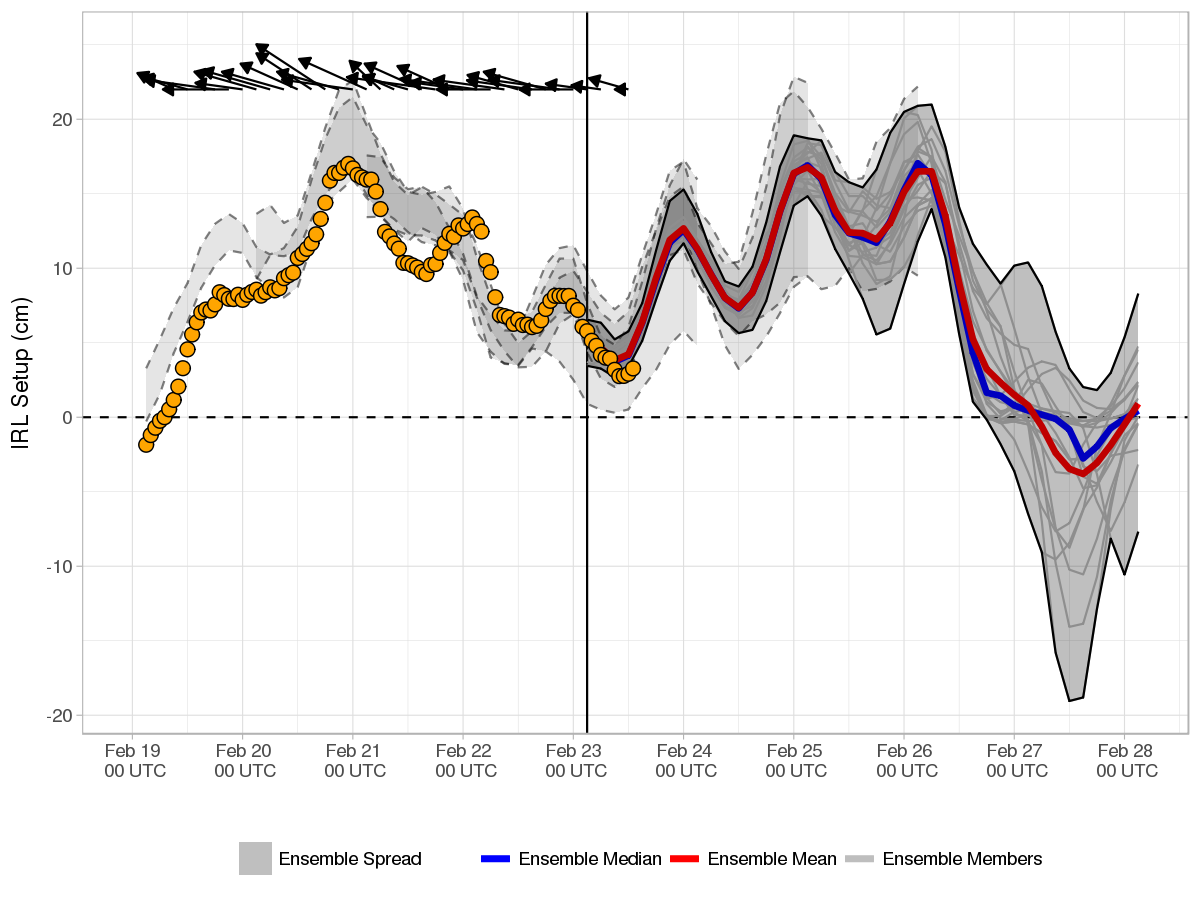 IRL Setup (cm)
20
10
0
-10
-20
Feb 19 Feb 20 Feb 21 Feb 22 Feb 23 Feb 24 Feb 25 Feb 26 Feb 27 Feb 28
00 UTC 00 UTC 00 UTC 00 UTC 00 UTC 00 UTC 00 UTC 00 UTC 00 UTC 00 UTC
Ensemble Spread Ensemble Median Ensemble Mean Ensemble Members